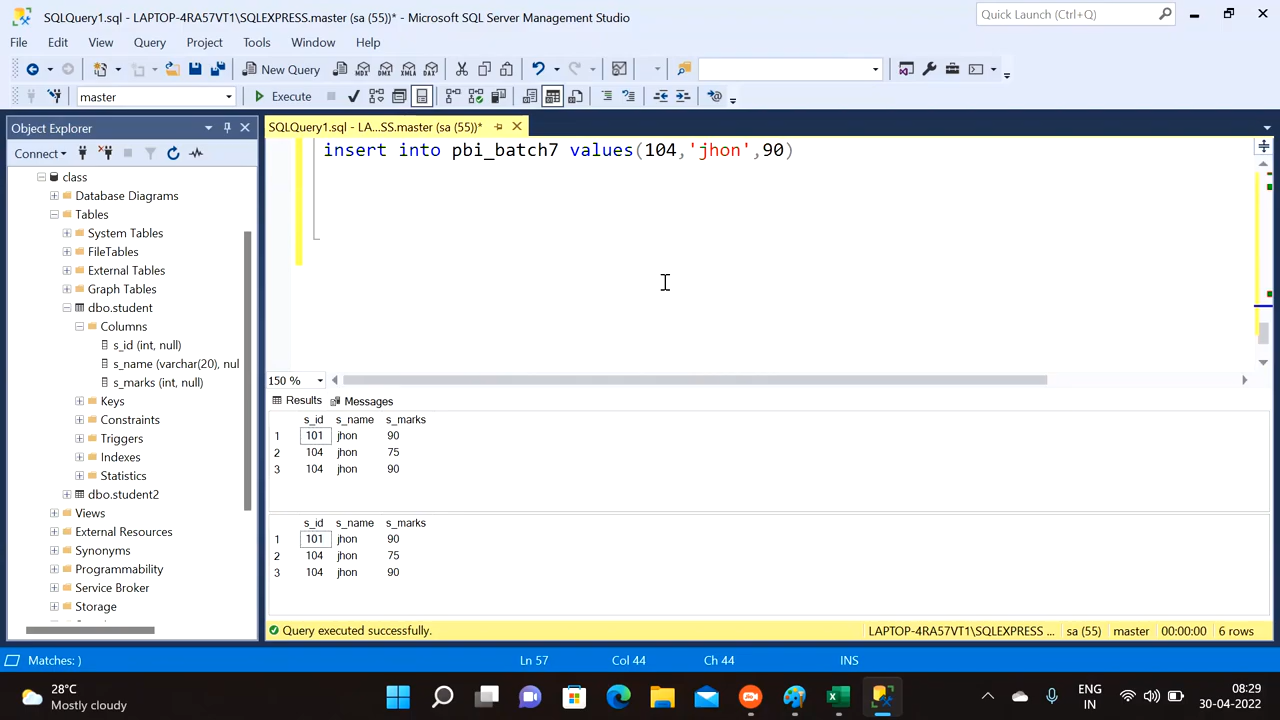 SQLQuery1.sql - LAPTOP-4RA57VT1\SQLEXPRESS.master (sa (55))* - Microsoft SQL Server Management Studio
Quick Launch (Ctrl+Q)
File Edit View Query Project Tools Window Help
New Query MDX DMX XMLA DAX
master Execute
Object Explorer
SQLQuery1.sql - LA...SS.master (sa (55))*
Connect
class
Database Diagrams
Tables
System Tables
FileTables
External Tables
Graph Tables
dbo.student
Columns
s_id (int, null)
s_name (varchar(20), nul
s_marks (int, null)
Keys
Constraints
Triggers
Indexes
Statistics
dbo.student2
Views
External Resources
Synonyms
Programmability
Service Broker
Storage
insert into pbi_batch7 values(104,'jhon',90)
150 %
Results Messages
s_id s_name s_marks
1 101 jhon 90
2 104 jhon 75
3 104 jhon 90
s_id s_name s_marks
1 101 jhon 90
2 104 jhon 75
3 104 jhon 90
Query executed successfully. LAPTOP-4RA57VT1\SQLEXPRESS ... sa (55) master 00:00:00 6 rows
Matches: ) Ln 57 Col 44 Ch 44 INS
28°C
Mostly cloudy
Jio
ENG
IN
08:29
30-04-2022